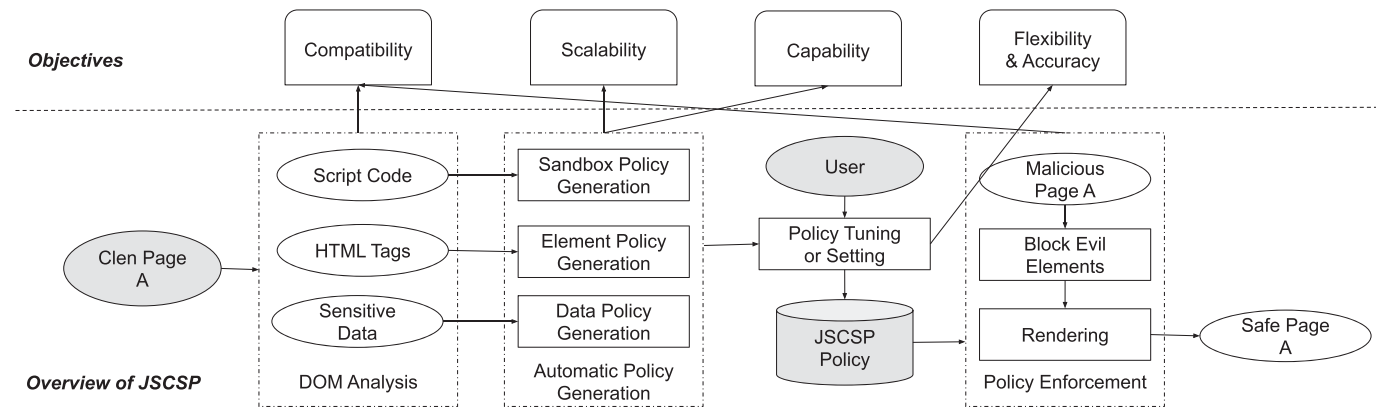 Objectives
Compatibility
Scalability
Capability
Flexibility
& Accuracy
Clen Page
A
Script Code
HTML Tags
Sensitive
Data
DOM Analysis
Sandbox Policy
Generation
Element Policy
Generation
Data Policy
Generation
Automatic Policy
Generation
User
Policy Tuning
or Setting
JSCSP
Policy
Malicious
Page A
Block Evil
Elements
Rendering
Policy Enforcement
Safe Page
A
Overview of JSCSP